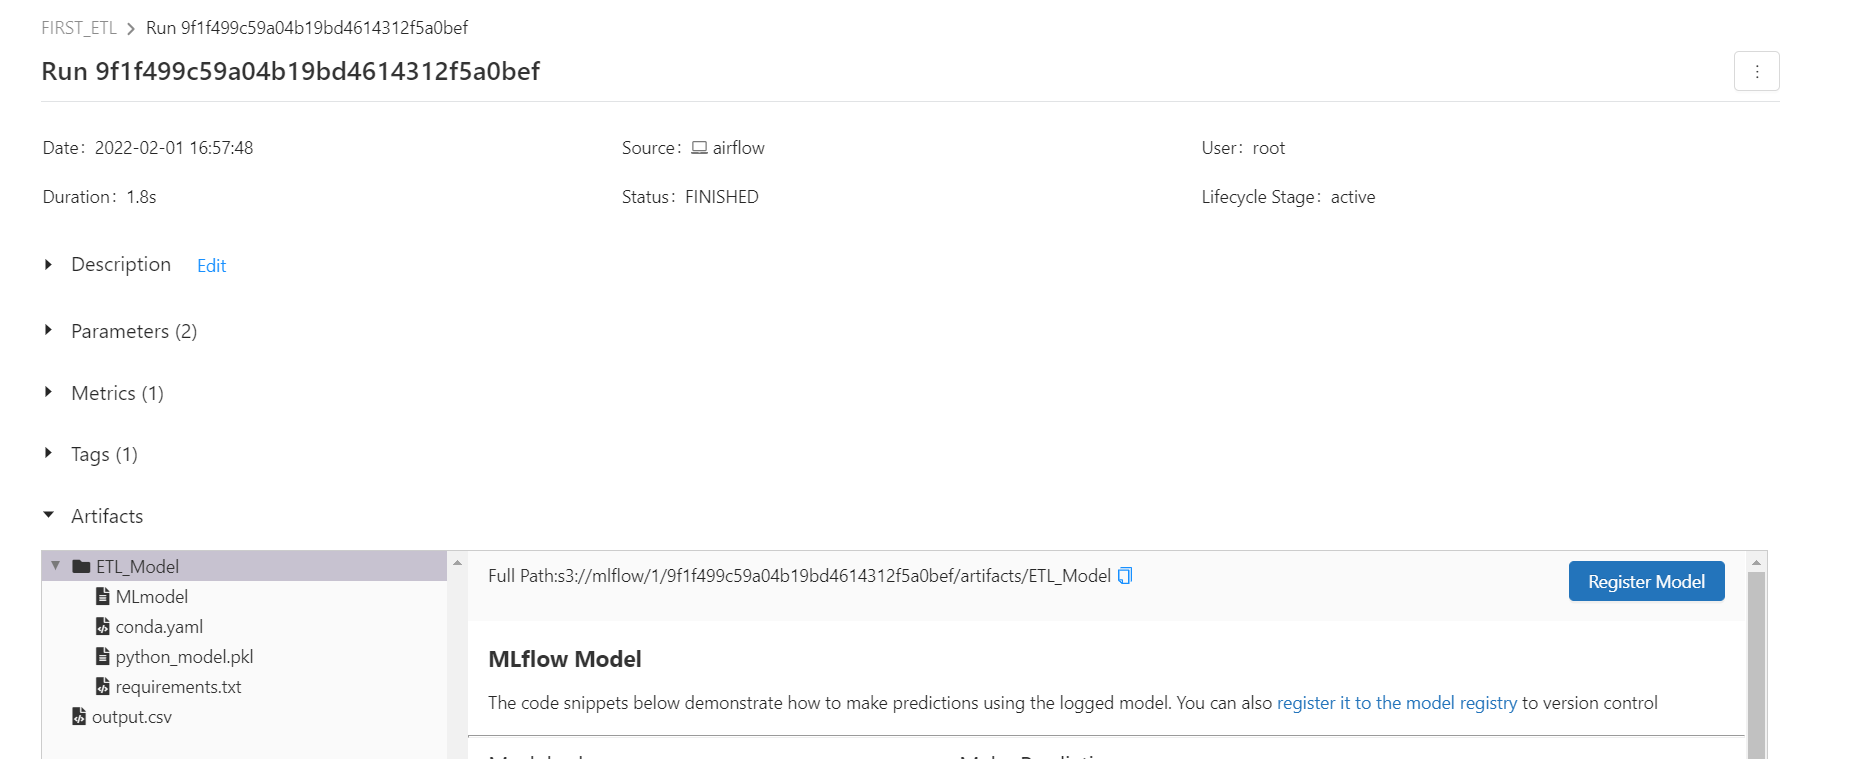 FIRST_ETL > Run 9f1f499c59a04b19bd4614312f5a0bef
Run 9f1f499c59a04b19bd4614312f5a0bef
Date: 2022-02-01 16:57:48
Source: airflow
User: root
Duration: 1.8s
Status: FINISHED
Lifecycle Stage: active
Description Edit
Parameters (2)
Metrics (1)
Tags (1)
Artifacts
ETL_Model
MLmodel
conda.yaml
python_model.pkl
requirements.txt
output.csv
Full Path:s3://mlflow/1/9f1f499c59a04b19bd4614312f5a0bef/artifacts/ETL_Model
Register Model
MLflow Model
The code snippets below demonstrate how to make predictions using the logged model. You can also register it to the model registry to version control